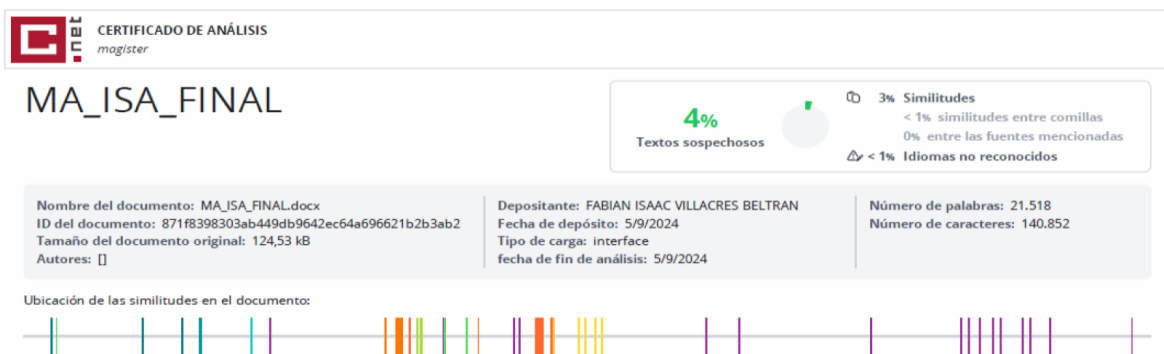 C
.net
CERTIFICADO DE ANÁLISIS
magister
MA_ISA_FINAL
4%
Textos sospechosos
3% Similitudes
< 1% similitudes entre comillas
0% entre las fuentes mencionadas
< 1% Idiomas no reconocidos
Nombre del documento: MA_ISA_FINAL.docx
ID del documento: 871f8398303ab449db9642ec64a696621b2b3ab2
Tamaño del documento original: 124,53 kB
Autores: []
Depositante: FABIAN ISAAC VILLACRES BELTRAN
Fecha de depósito: 5/9/2024
Tipo de carga: interface
fecha de fin de análisis: 5/9/2024
Número de palabras: 21.518
Número de caracteres: 140.852
Ubicación de las similitudes en el documento: